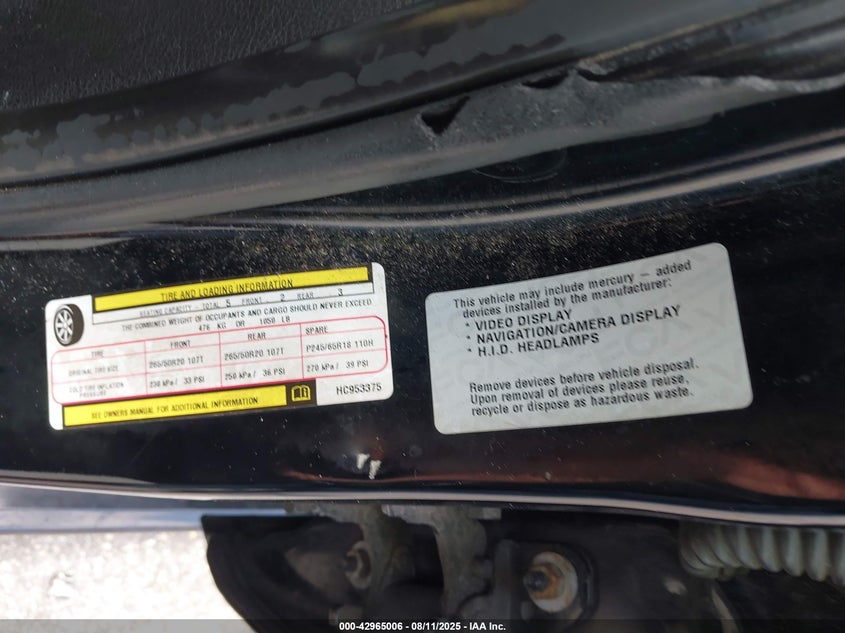 TIRE AND LOADING INFORMATION
SEATING CAPACITY - TOTAL 5 FRONT 2 REAR 3
THE COMBINED WEIGHT OF OCCUPANTS AND CARGO SHOULD NEVER EXCEED
476 KG OR 1050 LB
TIRE FRONT REAR SPARE
ORIGINAL TIRE SIZE 265/50R20 107T 265/50R20 107T P245/65R18 110H
COLD TIRE INFLATION PRESSURE 230 kPa / 33 PSI 250 kPa / 36 PSI 270 kPa / 39 PSI
SEE OWNERS MANUAL FOR ADDITIONAL INFORMATION
HC953375
This vehicle may include mercury – added
devices installed by the manufacturer:
* VIDEO DISPLAY
* NAVIGATION/CAMERA DISPLAY
* H.I.D. HEADLAMPS
Remove devices before vehicle disposal.
Upon removal of devices please reuse,
recycle or dispose as hazardous waste.
000-42965006 - 08/11/2025 - IAA Inc.